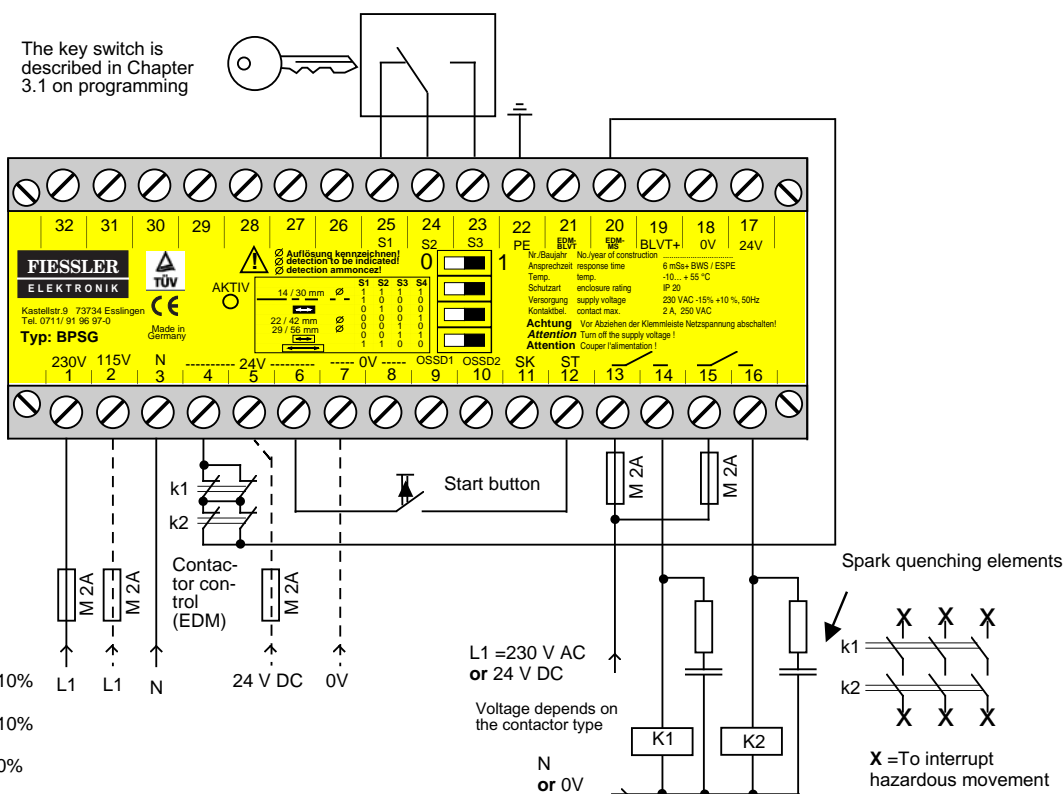 The key switch is
described in Chapter
3.1 on programming
32 31 30 29 28 27 26 25 24 23 22 21 20 19 18 17
S1 S2 S3 PE EDM-BLVT EDM-MS BLVT+ 0V 24V
FIESSLER
ELEKTRONIK
TÜV
Kastellstr.9 73734 Esslingen
Tel. 0711/ 91 96 97-0
Typ: BPSG
CE
Made in
Germany
AKTIV
Ø Auflösung kennzeichnen!
Ø detection to be indicated!
Ø detection ammoncez!
0 1
S1 S2 S3 S4
14 / 30 mm Ø
22 / 42 mm Ø
29 / 56 mm Ø
Nr./Baujahr No./year of construction
Ansprechzeit response time 6 mSs+ BWS / ESPE
Temp. temp. -10... + 55 °C
Schutzart enclosure rating IP 20
Versorgung supply voltage 230 VAC -15% +10 %, 50Hz
Kontaktbel. contact max. 2 A, 250 VAC
Achtung Vor Abziehen der Klemmleiste Netzspannung abschalten!
Attention Turn off the supply voltage !
Attention Couper l'alimentation !
230V 115V N ---------- 24V --------- ----- 0V ----- OSSD1 OSSD2 SK ST
1 2 3 4 5 6 7 8 9 10 11 12 13 14 15 16
k1
k2
Start button
M 2A
M 2A
Contac-
tor con-
trol
(EDM)
M 2A
M 2A
M 2A
Spark quenching elements
L1 L1 N 24 V DC 0V
10%
10%
0%
L1 =230 V AC
or 24 V DC
Voltage depends on
the contactor type
K1 K2
N
or 0V
X X X
k1
k2
X X X
X =To interrupt
hazardous movement